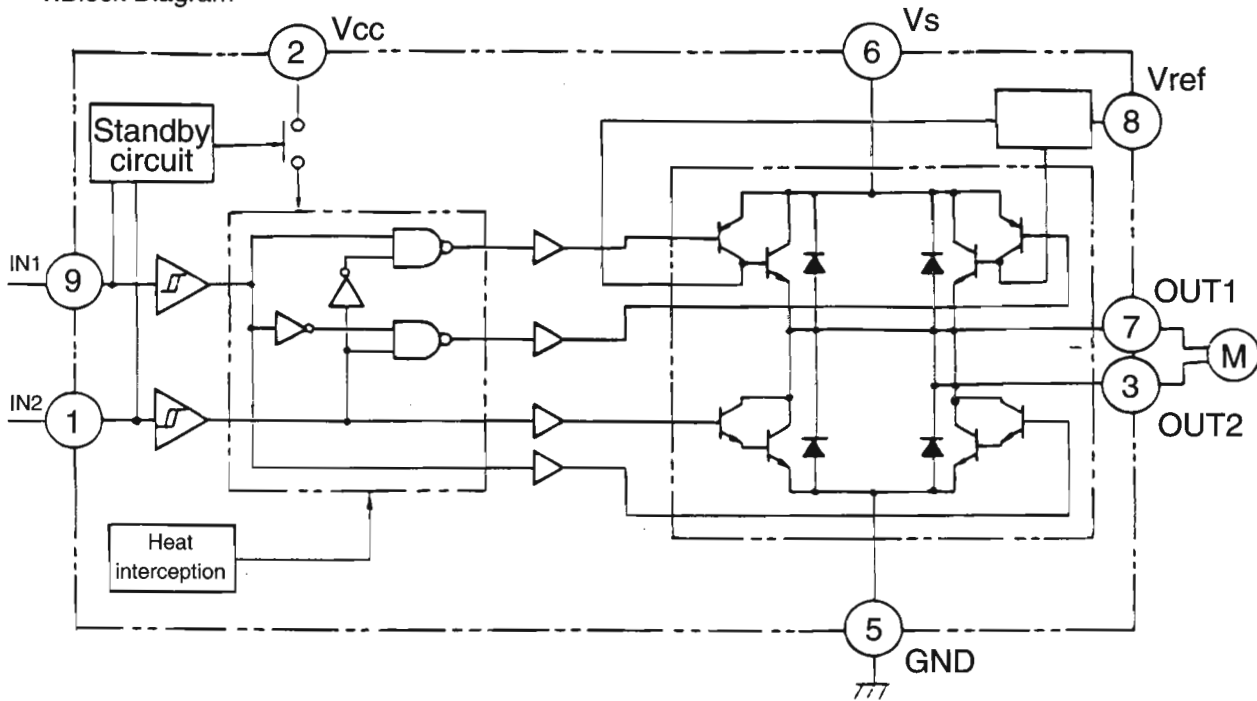 Vcc
Vs
2
6
Vref
8
Standby
circuit
IN1
9
OUT1
7
M
3
IN2
1
OUT2
Heat
interception
5
GND